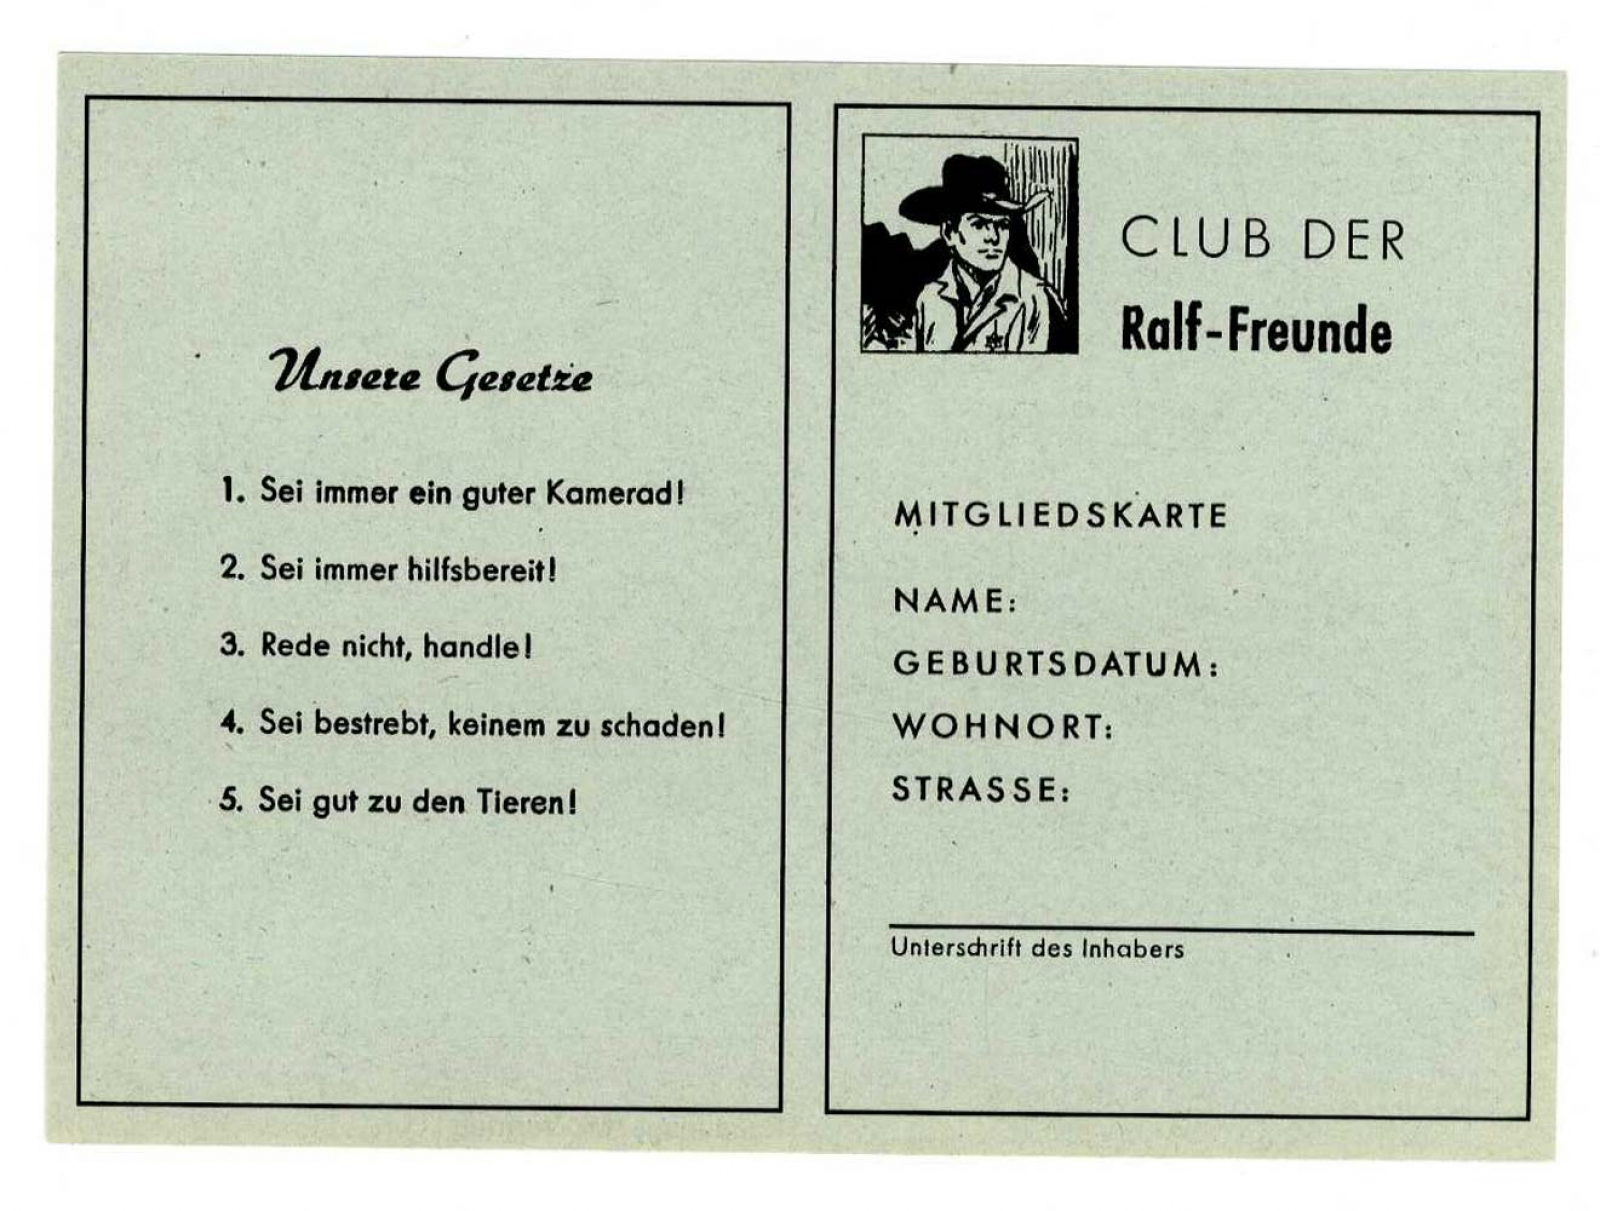 Unsere Gesetze
1. Sei immer ein guter Kamerad!
2. Sei immer hilfsbereit!
3. Rede nicht, handle!
4. Sei bestrebt, keinem zu schaden!
5. Sei gut zu den Tieren!
CLUB DER
Ralf-Freunde
MITGLIEDSKARTE
NAME:
GEBURTSDATUM:
WOHNORT:
STRASSE:
Unterschrift des Inhabers